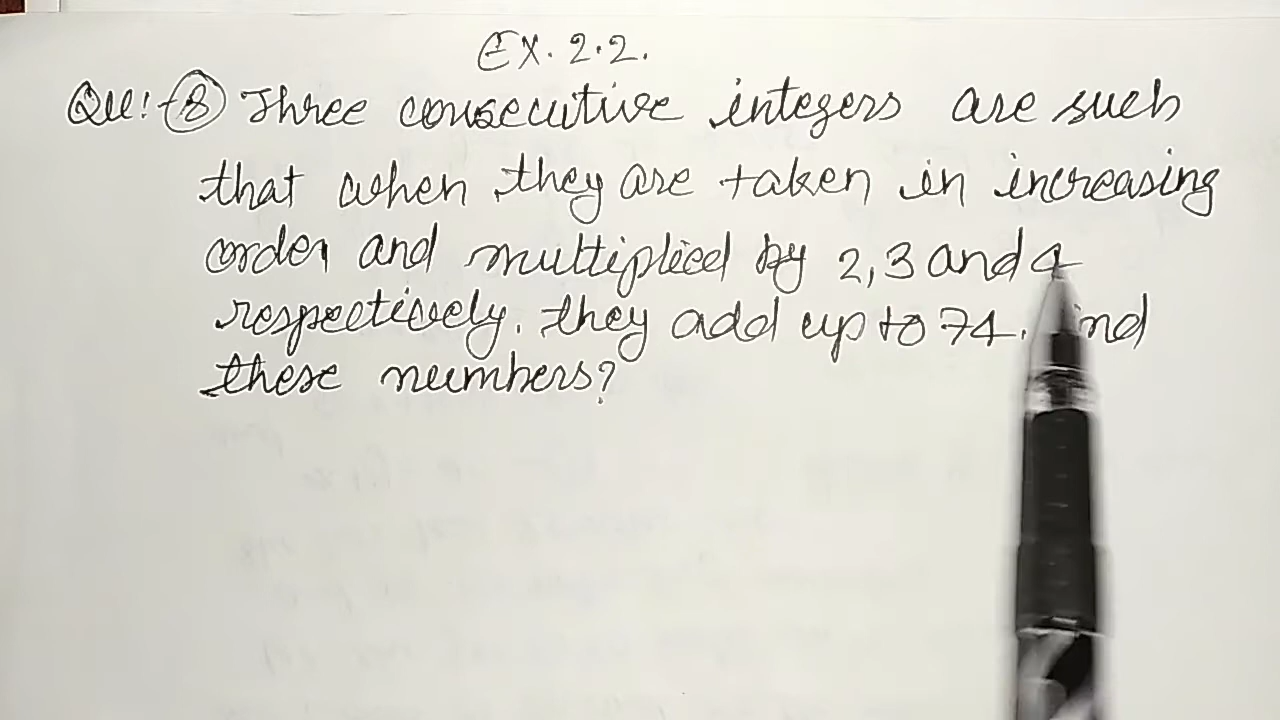 Ex. 2.2.
Que:-8 Three consecutive integers are such
that when they are taken in increasing
order and multiplied by 2, 3 and 4
respectively. they add up to 74. ind
these numbers?